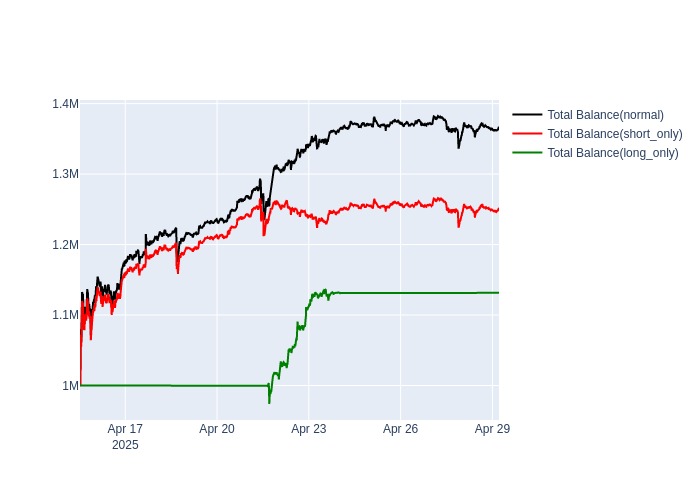 1.4M
1.3M
1.2M
1.1M
1M
Apr 17
2025
Apr 20
Apr 23
Apr 26
Apr 29
Total Balance(normal)
Total Balance(short_only)
Total Balance(long_only)